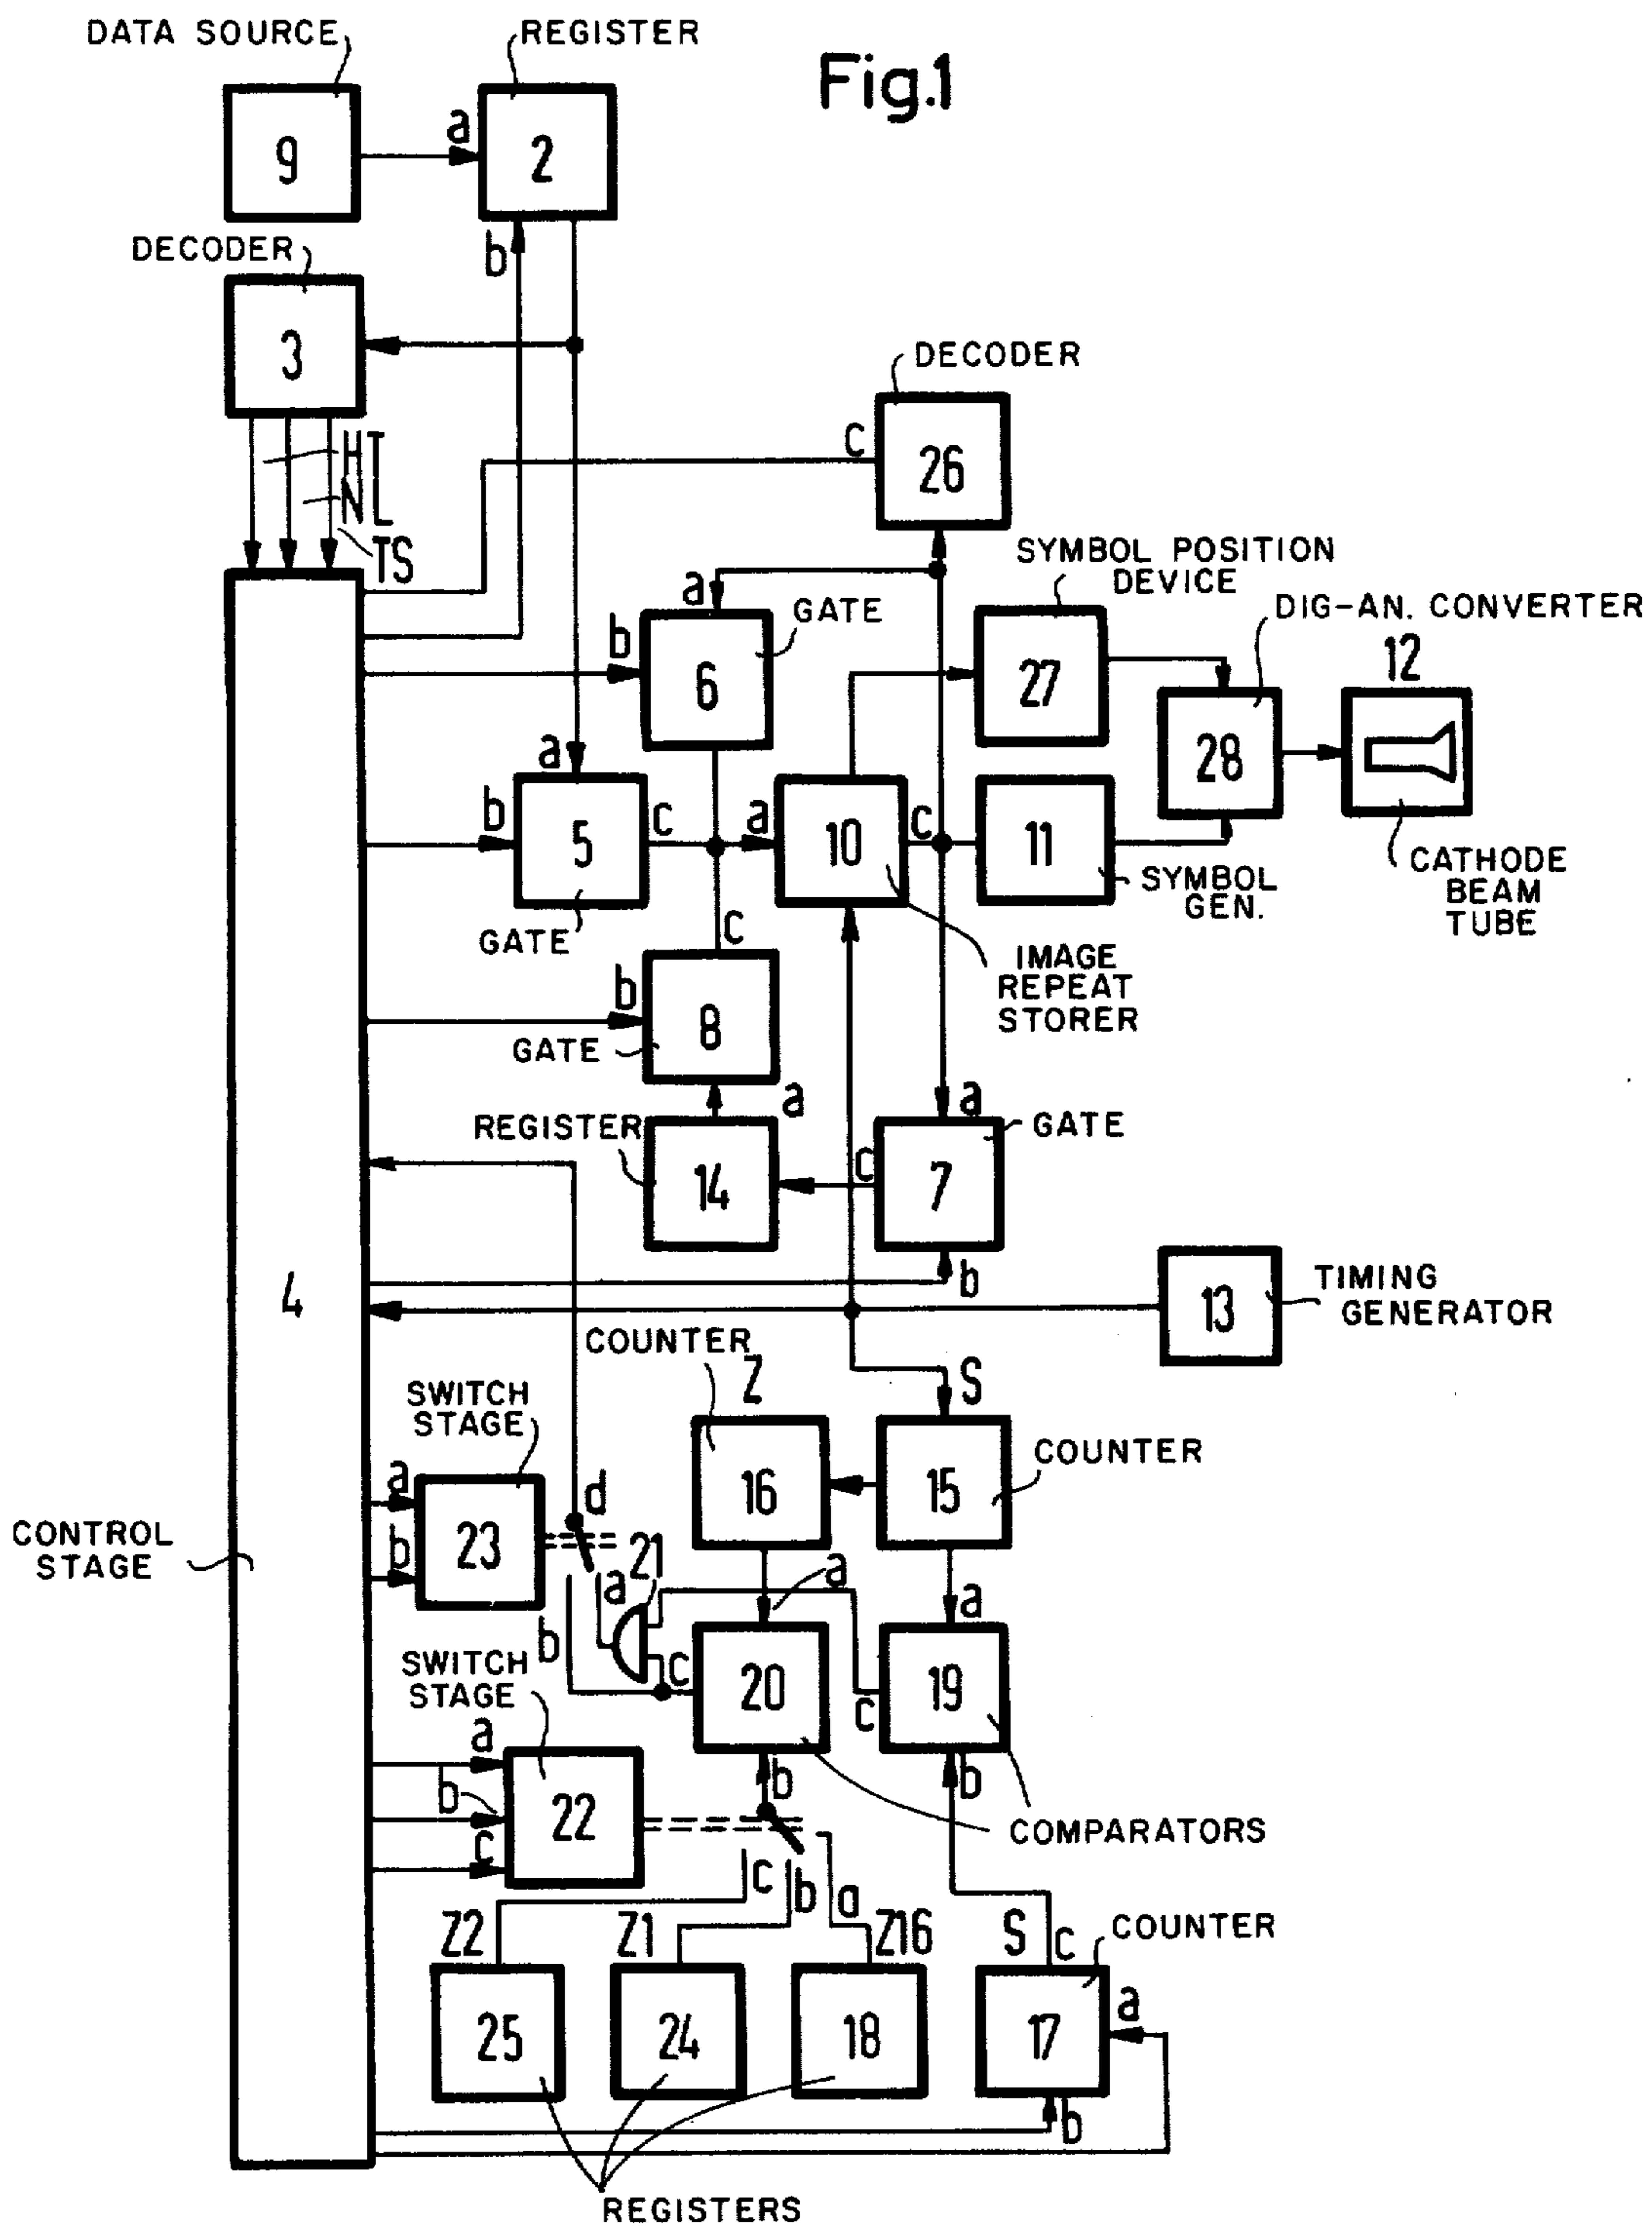 DATA SOURCE
REGISTER
Fig.1
a
9
2
b
DECODER
3
DECODER
c
26
HT
NL
TS
SYMBOL POSITION
DEVICE
a
GATE
DIG-AN. CONVERTER
b
6
27
12
a
28
b
5
c
a
10
c
11
GATE
SYMBOL
GEN.
CATHODE
BEAM
TUBE
c
IMAGE
REPEAT
STORER
b
8
GATE
a
a
REGISTER
GATE
14
c
7
b
4
13
TIMING
GENERATOR
COUNTER
Z
S
SWITCH
STAGE
COUNTER
a
16
15
d
23
b
CONTROL
STAGE
21
a
a
a
b
SWITCH
STAGE
c
20
19
c
a
b
b
b
22
c
COMPARATORS
c
b
a
Z2
Z1
Z16
S
c
COUNTER
a
25
24
18
17
b
REGISTERS